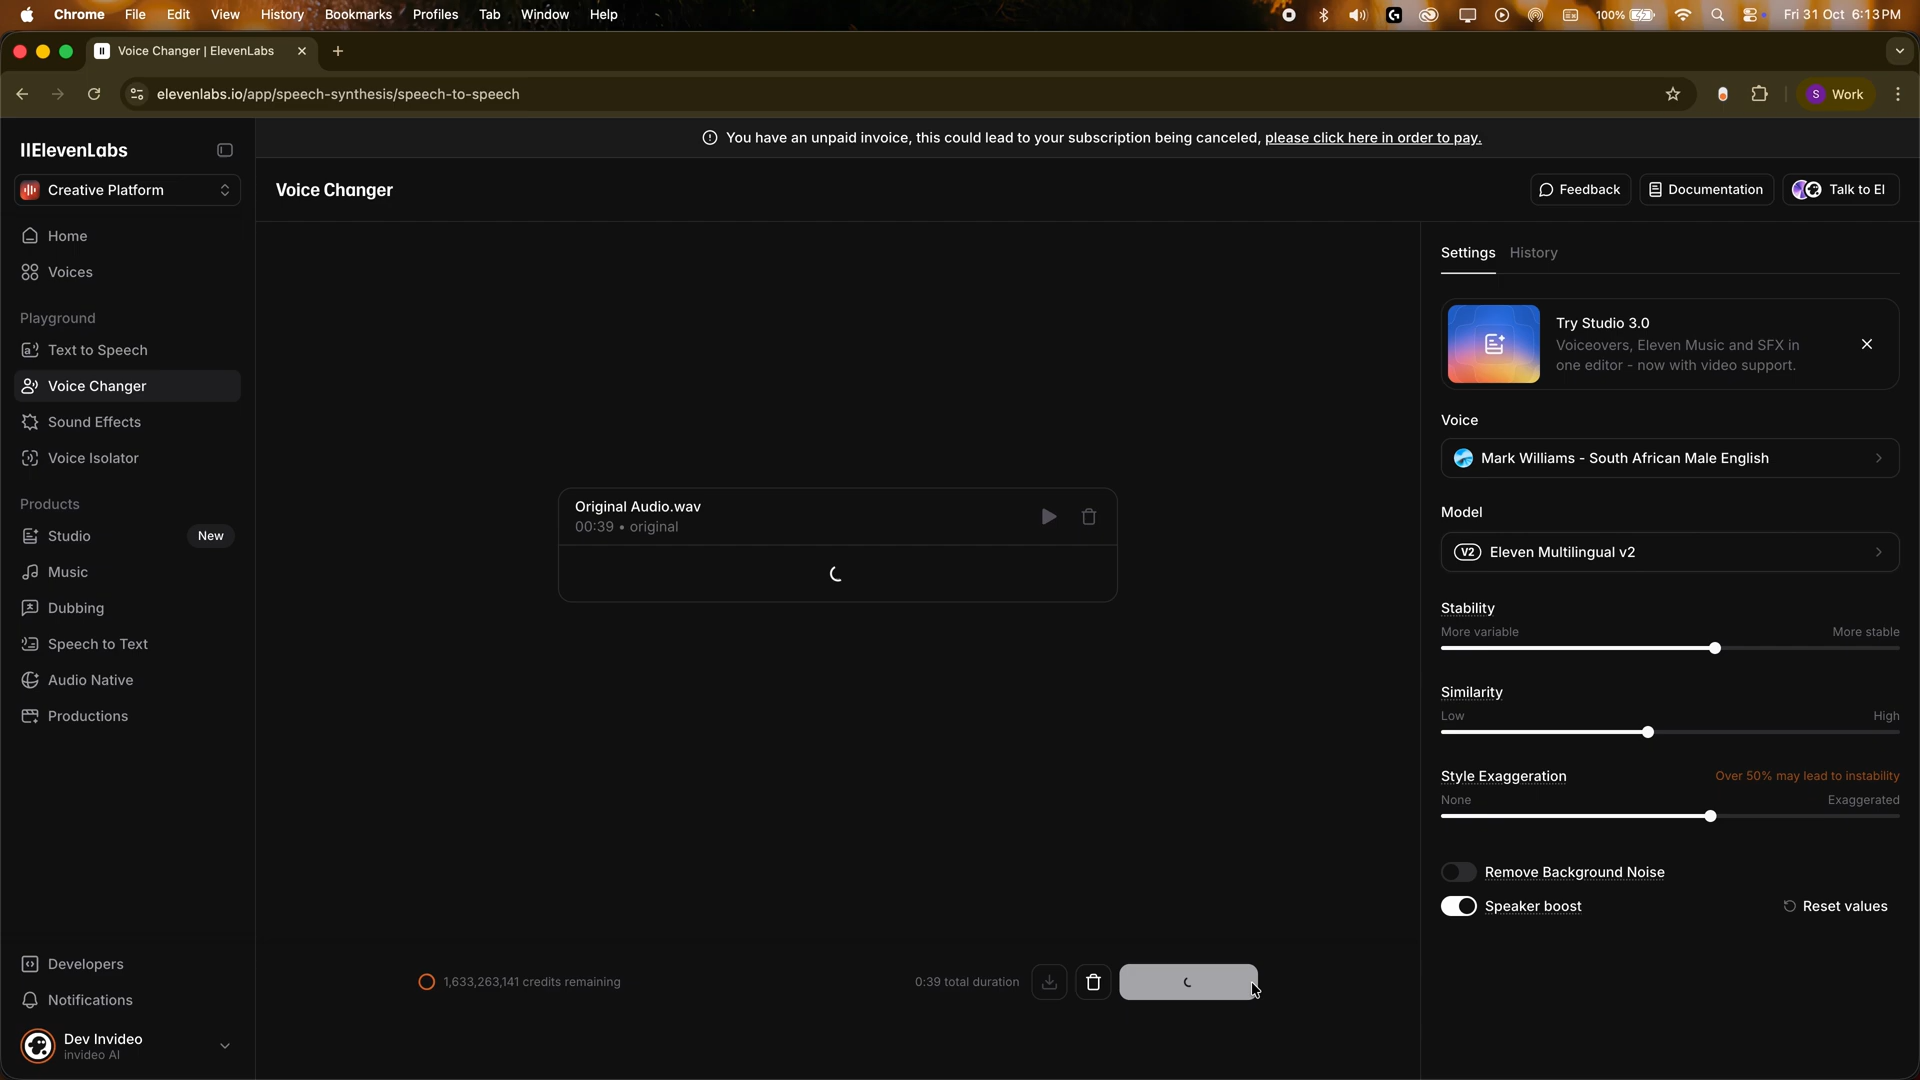 Chrome File Edit View History Bookmarks Profiles Tab Window Help 100% Fri 31 Oct 6:13 PM
Voice Changer | ElevenLabs
elevenlabs.io/app/speech-synthesis/speech-to-speech
S Work
IIElevenLabs
You have an unpaid invoice, this could lead to your subscription being canceled, please click here in order to pay.
Creative Platform
Voice Changer
Feedback
Documentation
Talk to El
Home
Voices
Playground
Text to Speech
Voice Changer
Sound Effects
Voice Isolator
Products
Studio New
Music
Dubbing
Speech to Text
Audio Native
Productions
Developers
Notifications
Dev Invideo
invideo AI
Original Audio.wav
00:39 • original
1,633,263,141 credits remaining
0:39 total duration
Settings History
Try Studio 3.0
Voiceovers, Eleven Music and SFX in
one editor - now with video support.
Voice
Mark Williams - South African Male English
Model
V2 Eleven Multilingual v2
Stability
More variable More stable
Similarity
Low High
Style Exaggeration Over 50% may lead to instability
None Exaggerated
Remove Background Noise
Speaker boost Reset values